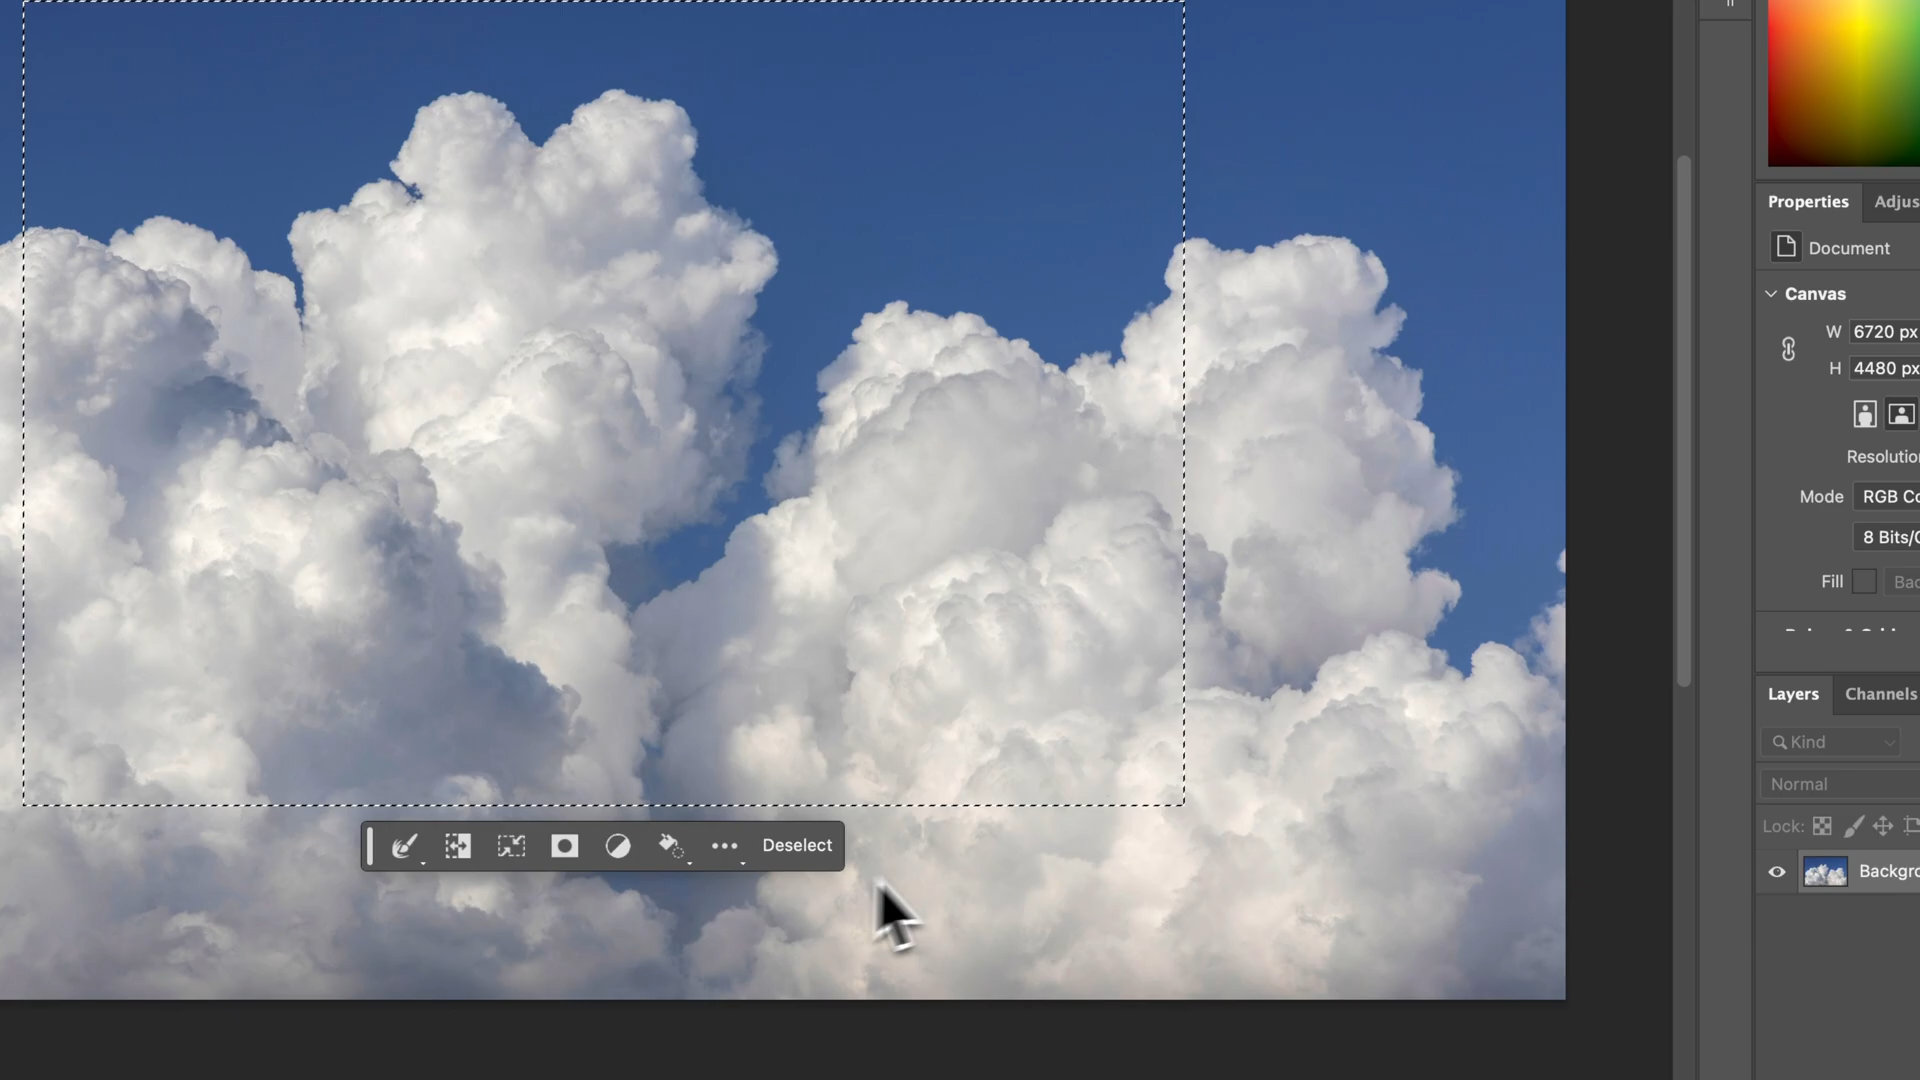 Properties Adjus
Document
Canvas
W 6720 px
H 4480 px
Resolutio
Mode RGB Co
8 Bits/C
Fill Bac
Layers Channels
Kind
Normal
Lock:
Backgro
Deselect